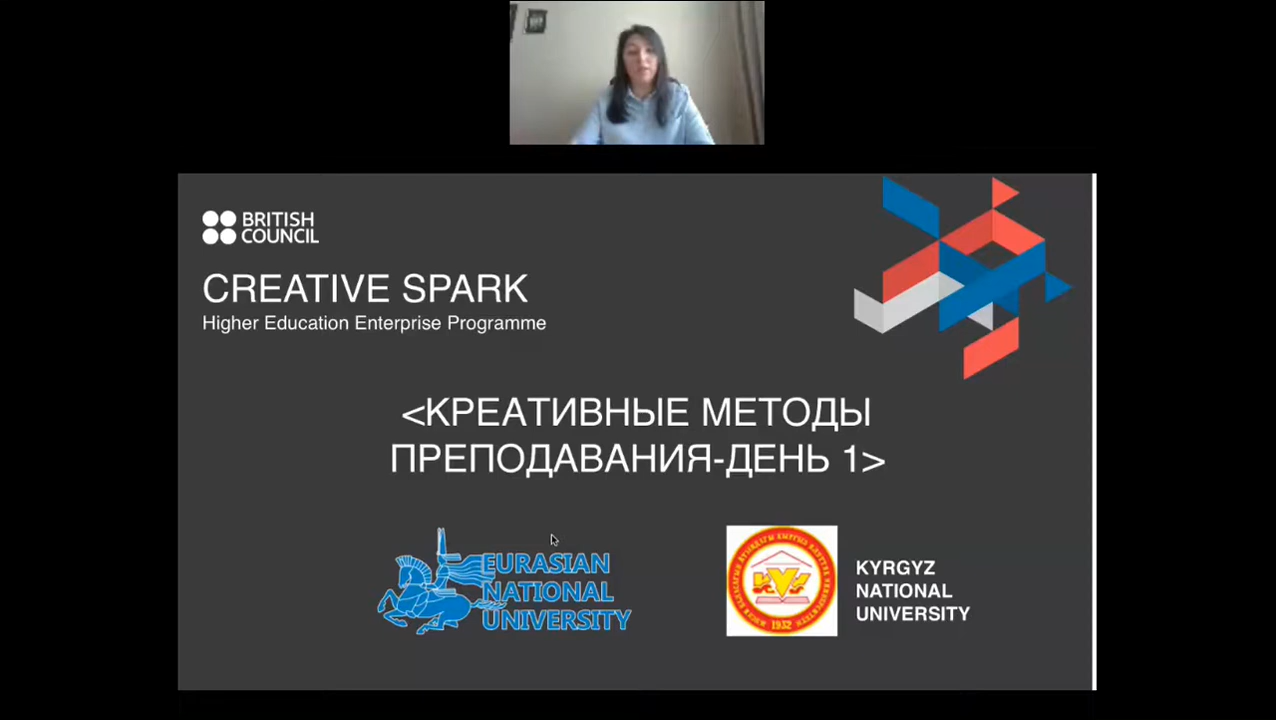 BRITISH
COUNCIL
CREATIVE SPARK
Higher Education Enterprise Programme
<КРЕАТИВНЫЕ МЕТОДЫ
ПРЕПОДАВАНИЯ-ДЕНЬ 1>
EURASIAN
NATIONAL
UNIVERSITY
1932
KYRGYZ
NATIONAL
UNIVERSITY